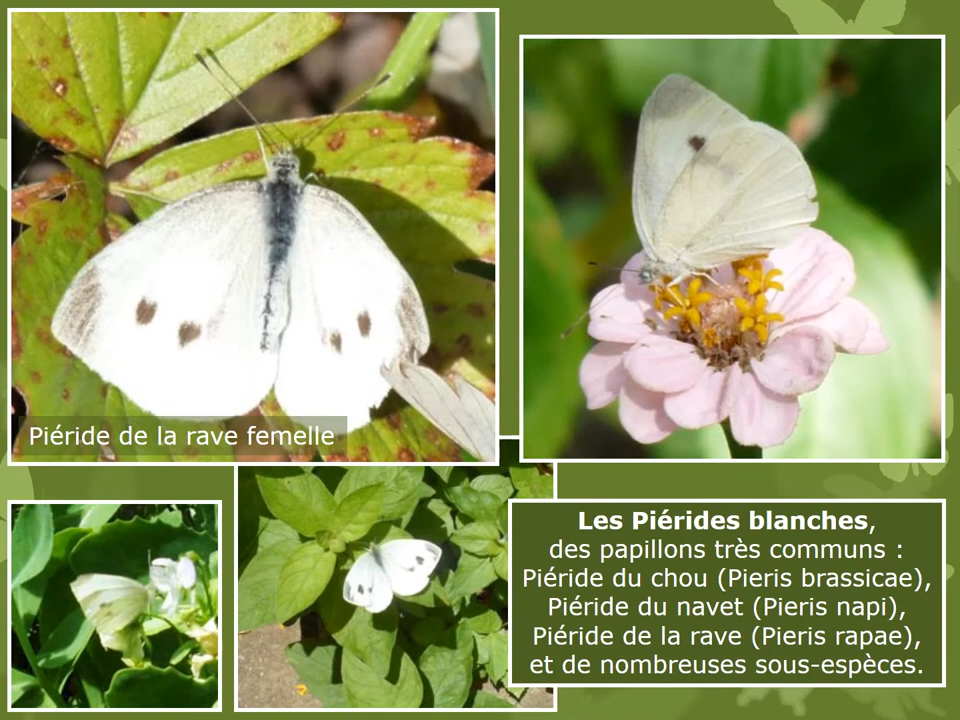 Piéride de la rave femelle
Les Piérides blanches,
des papillons très communs :
Piéride du chou (Pieris brassicae),
Piéride du navet (Pieris napi),
Piéride de la rave (Pieris rapae),
et de nombreuses sous-espèces.